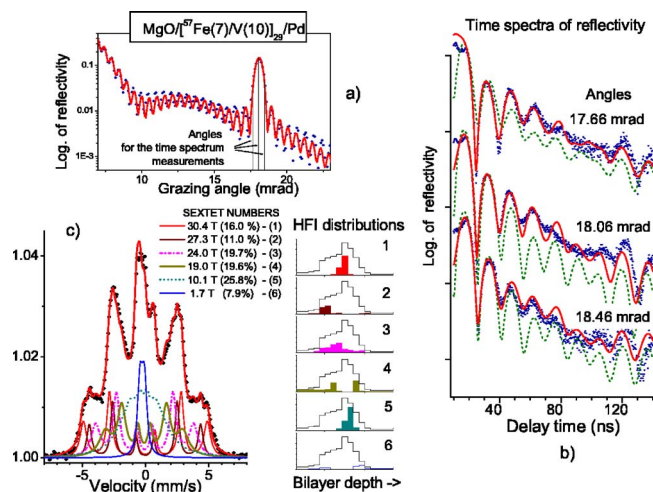 MgO/[⁵⁷Fe(7)/V(10)]₂₉/Pd
a)
Log. of reflectivity
0.1
0.01
1E-3
Angles
for the time spectrum
measurements
10 15 20
Grazing angle (mrad)
Time spectra of reflectivity
Angles
17.66 mrad
18.06 mrad
18.46 mrad
Log. of reflectivity
10 40 70 100 130
Delay time (ns)
b)
c)
SEXTET NUMBERS
30.4 T (16.0 %) - (1)
27.3 T (11.0 %) - (2)
24.0 T (19.7%) - (3)
19.0 T (19.6%) - (4)
10.1 T (25.8%) - (5)
1.7 T (7.9%) - (6)
1.04
1.02
1.00
-5 0 5
Velocity (mm/s)
HFI distributions
1
2
3
4
5
6
Bilayer depth ->